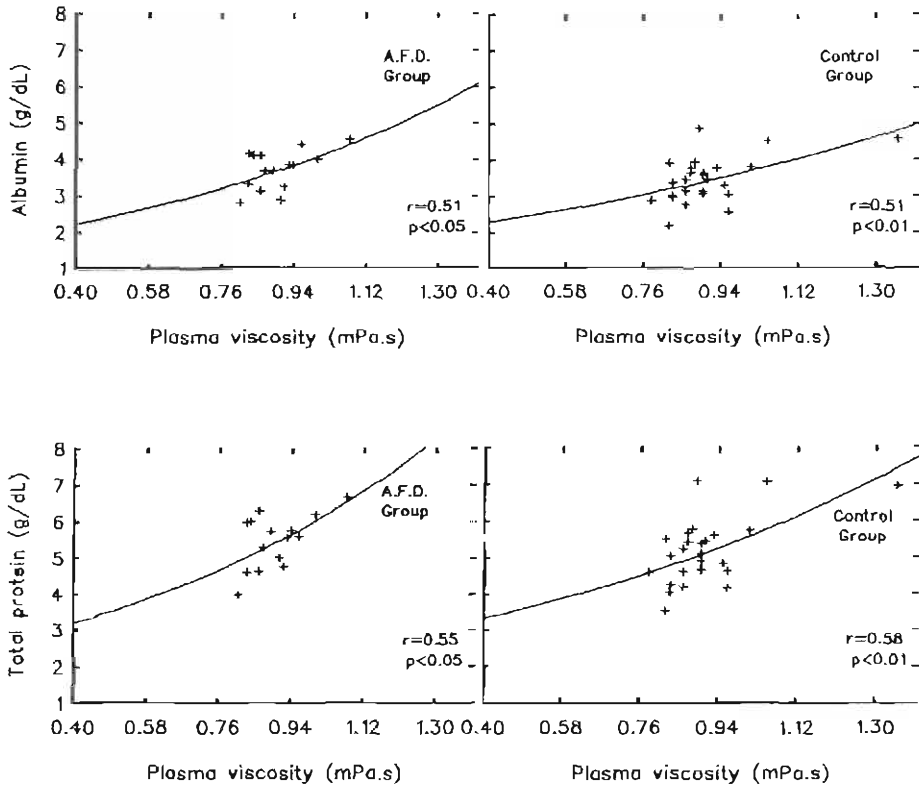 8
7
6
5
4
3
2
1
Albumin (g/dL)
A.F.D.
Group
r=0.51
p<0.05
0.40 0.58 0.76 0.94 1.12 1.30
Plasma viscosity (mPa.s)
Control
Group
r=0.51
p<0.01
0.40 0.58 0.76 0.94 1.12 1.30
Plasma viscosity (mPa.s)
8
7
6
5
4
3
2
1
Total protein (g/dL)
A.F.D.
Group
r=0.55
p<0.05
0.40 0.58 0.76 0.94 1.12 1.30
Plasma viscosity (mPa.s)
Control
Group
r=0.58
p<0.01
0.40 0.58 0.76 0.94 1.12 1.30
Plasma viscosity (mPa.s)